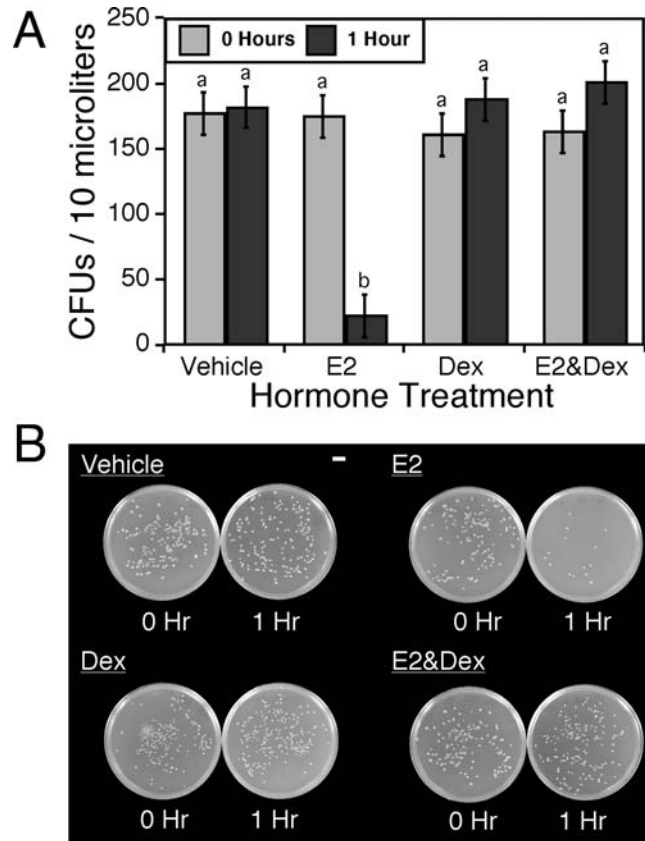 A
250
200
150
100
50
0
CFUs / 10 microliters
0 Hours 1 Hour
a a a b a a a a
Vehicle E2 Dex E2&Dex
Hormone Treatment
B
Vehicle E2
0 Hr 1 Hr 0 Hr 1 Hr
Dex E2&Dex
0 Hr 1 Hr 0 Hr 1 Hr